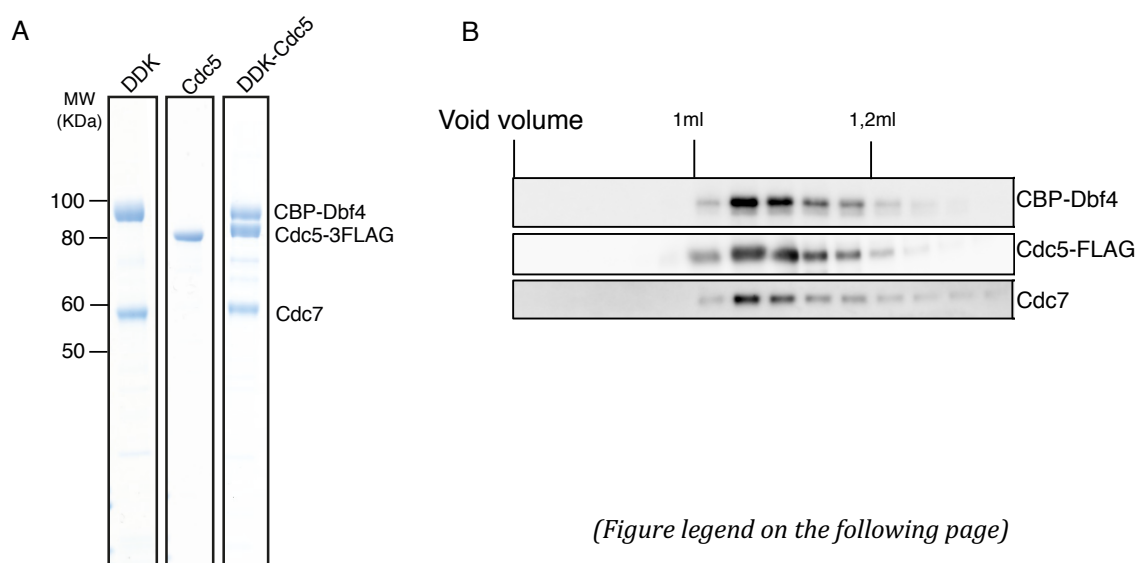 A
B
DDK
Cdc5
DDK-Cdc5
MW
(KDa)
100
80
60
50
CBP-Dbf4
Cdc5-3FLAG
Cdc7
Void volume
1ml
1,2ml
CBP-Dbf4
Cdc5-FLAG
Cdc7
(Figure legend on the following page)